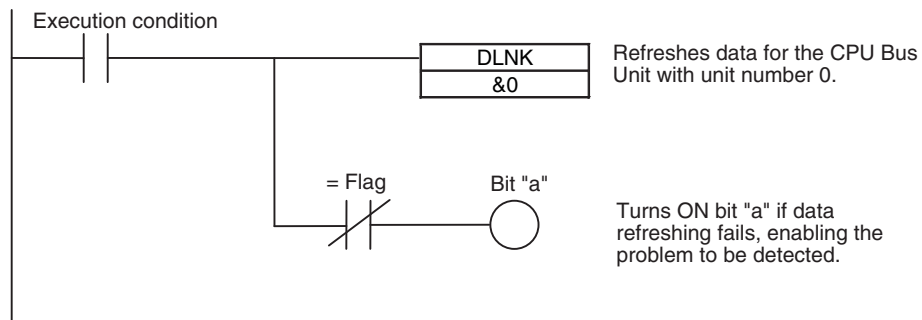 Execution condition
DLNK
&0
Refreshes data for the CPU Bus
Unit with unit number 0.
= Flag
Bit "a"
Turns ON bit "a" if data
refreshing fails, enabling the
problem to be detected.